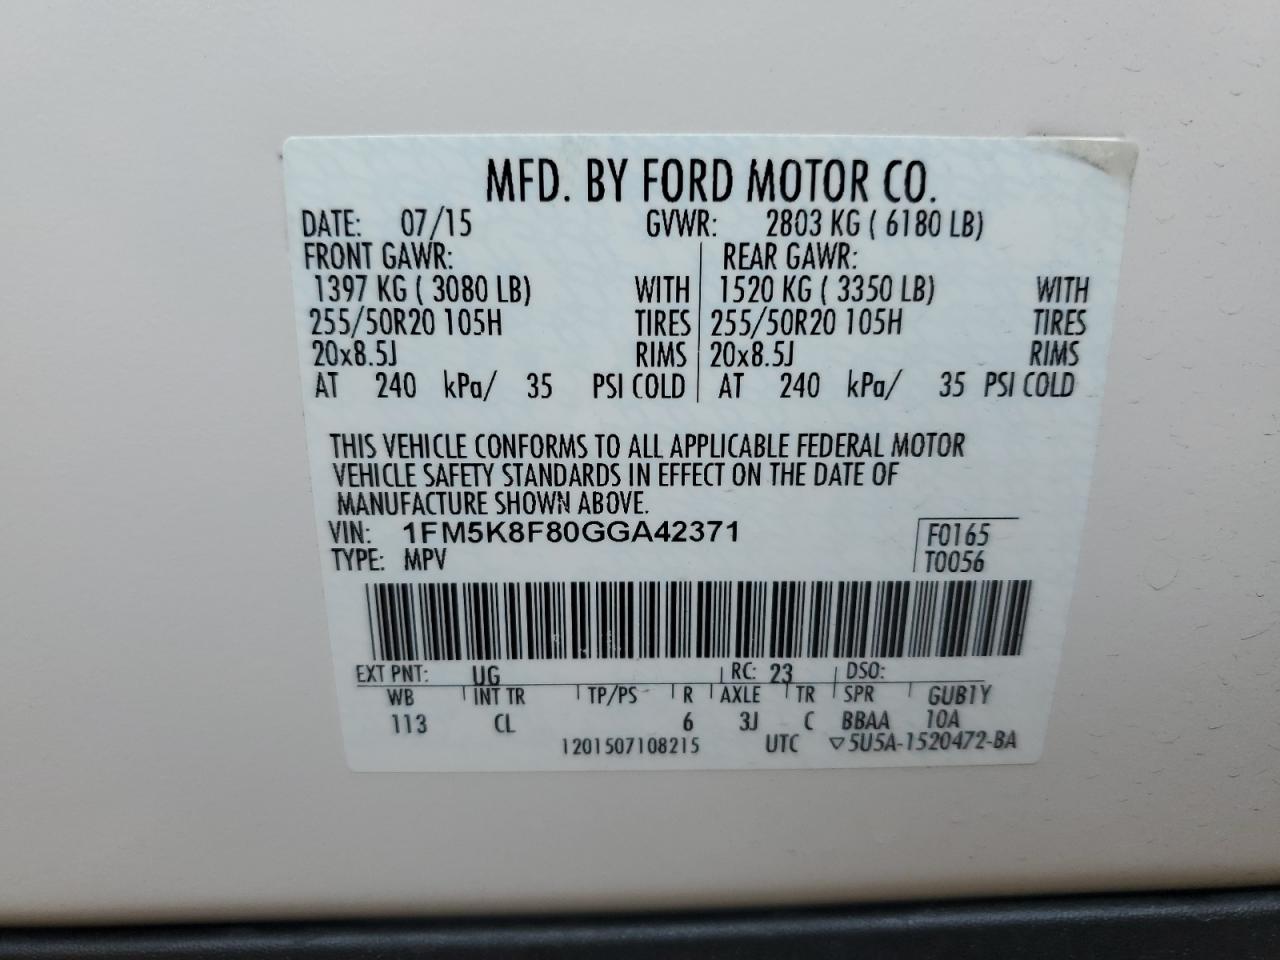 MFD. BY FORD MOTOR CO.
DATE: 07/15 GVWR: 2803 KG ( 6180 LB)
FRONT GAWR: REAR GAWR:
1397 KG ( 3080 LB) WITH 1520 KG ( 3350 LB) WITH
255/50R20 105H TIRES 255/50R20 105H TIRES
20x8.5J RIMS 20x8.5J RIMS
AT 240 kPa/ 35 PSI COLD AT 240 kPa/ 35 PSI COLD
THIS VEHICLE CONFORMS TO ALL APPLICABLE FEDERAL MOTOR
VEHICLE SAFETY STANDARDS IN EFFECT ON THE DATE OF
MANUFACTURE SHOWN ABOVE.
VIN: 1FM5K8F80GGA42371 F0165
TYPE: MPV T0056
EXT PNT: UG RC: 23 DSO:
WB INT TR TP/PS R AXLE TR SPR GUB1Y
113 CL 6 3J C BBAA 10A
1201507108215 UTC ▽5U5A-1520472-BA